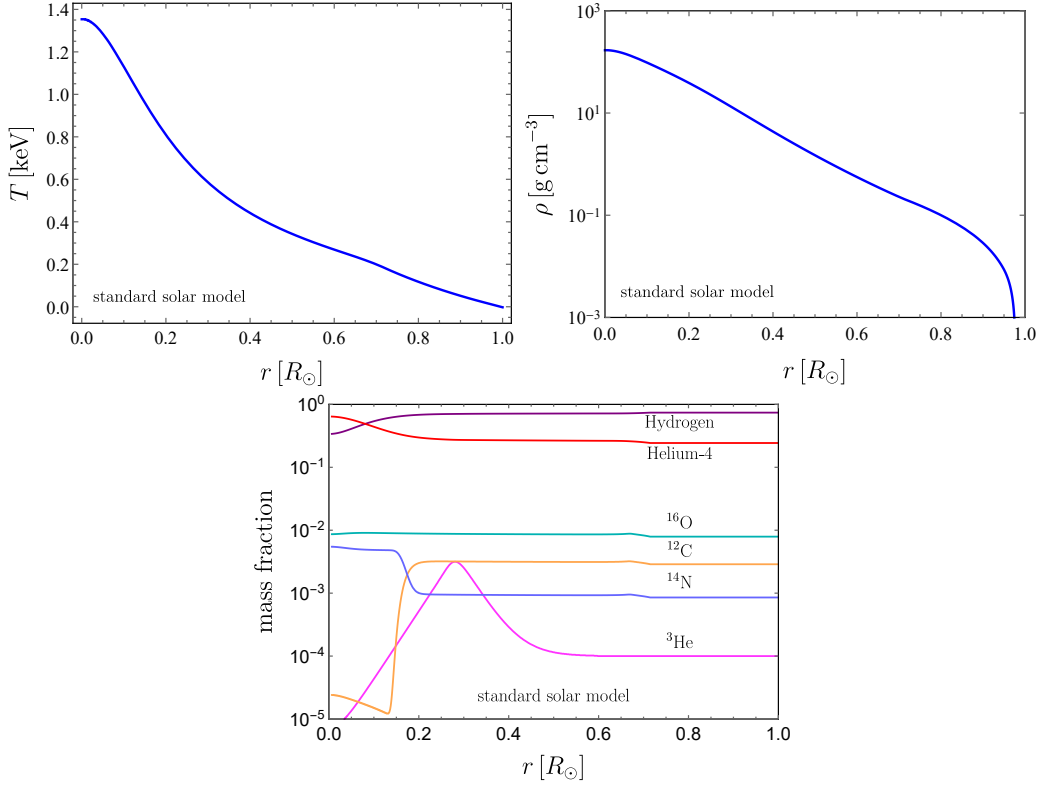 1.4
1.2
1.0
0.8
0.6
0.4
0.2
0.0
T [keV]
standard solar model
0.0 0.2 0.4 0.6 0.8 1.0
r [R⊙]
10³
10¹
10⁻¹
10⁻³
ρ [g cm⁻³]
standard solar model
0.0 0.2 0.4 0.6 0.8 1.0
r [R⊙]
10⁰
10⁻¹
10⁻²
10⁻³
10⁻⁴
10⁻⁵
mass fraction
Hydrogen
Helium-4
¹⁶O
¹²C
¹⁴N
³He
standard solar model
0.0 0.2 0.4 0.6 0.8 1.0
r [R⊙]